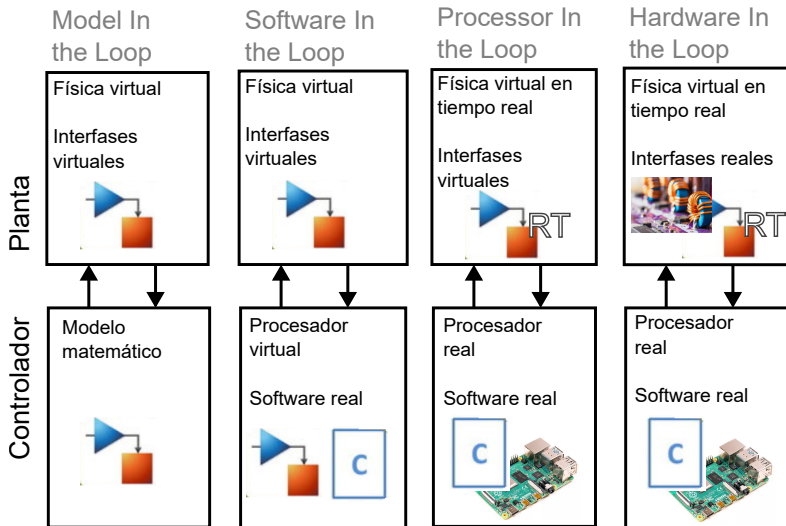 Model In
the Loop
Software In
the Loop
Processor In
the Loop
Hardware In
the Loop
Planta
Física virtual
Interfases
virtuales
Física virtual
Interfases
virtuales
Física virtual en
tiempo real
Interfases
virtuales
RT
Física virtual en
tiempo real
Interfases reales
RT
Controlador
Modelo
matemático
Procesador
virtual
Software real
C
Procesador
real
Software real
C
Procesador
real
Software real
C